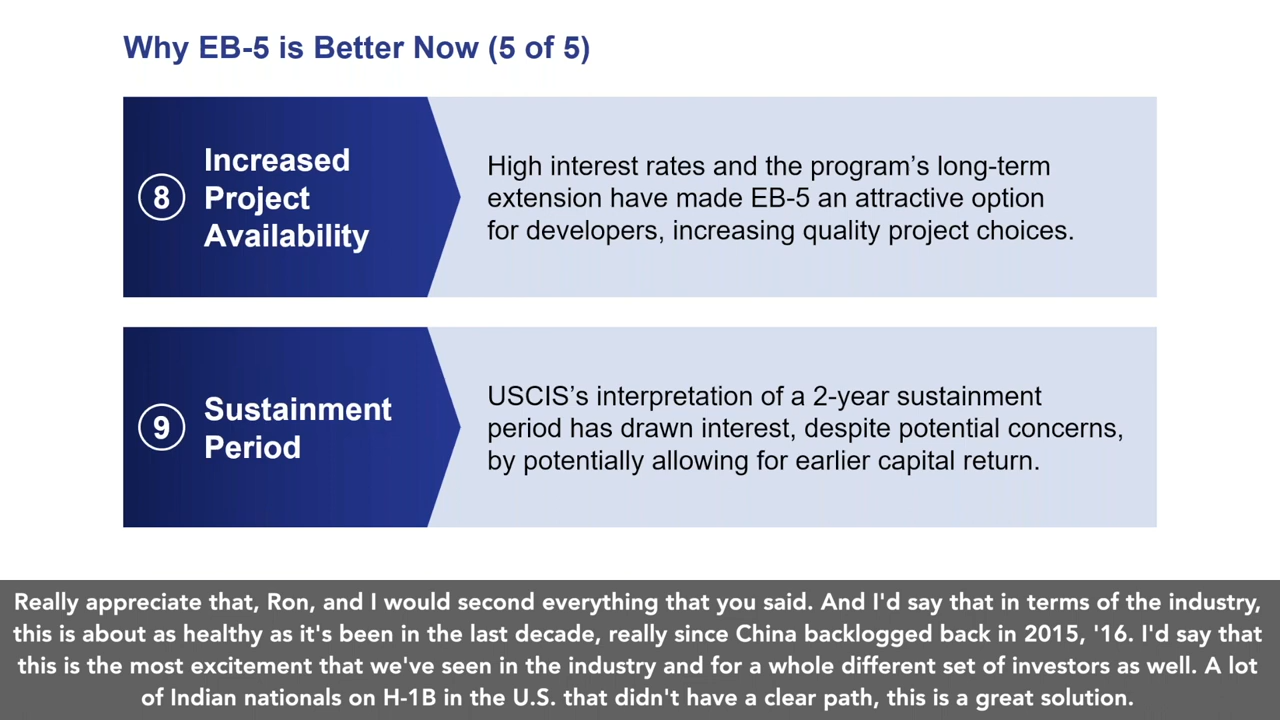 Why EB-5 is Better Now (5 of 5)
8
Increased
Project
Availability
High interest rates and the program’s long-term
extension have made EB-5 an attractive option
for developers, increasing quality project choices.
9
Sustainment
Period
USCIS’s interpretation of a 2-year sustainment
period has drawn interest, despite potential concerns,
by potentially allowing for earlier capital return.
Really appreciate that, Ron, and I would second everything that you said. And I'd say that in terms of the industry,
this is about as healthy as it's been in the last decade, really since China backlogged back in 2015, '16. I'd say that
this is the most excitement that we've seen in the industry and for a whole different set of investors as well. A lot
of Indian nationals on H-1B in the U.S. that didn't have a clear path, this is a great solution.